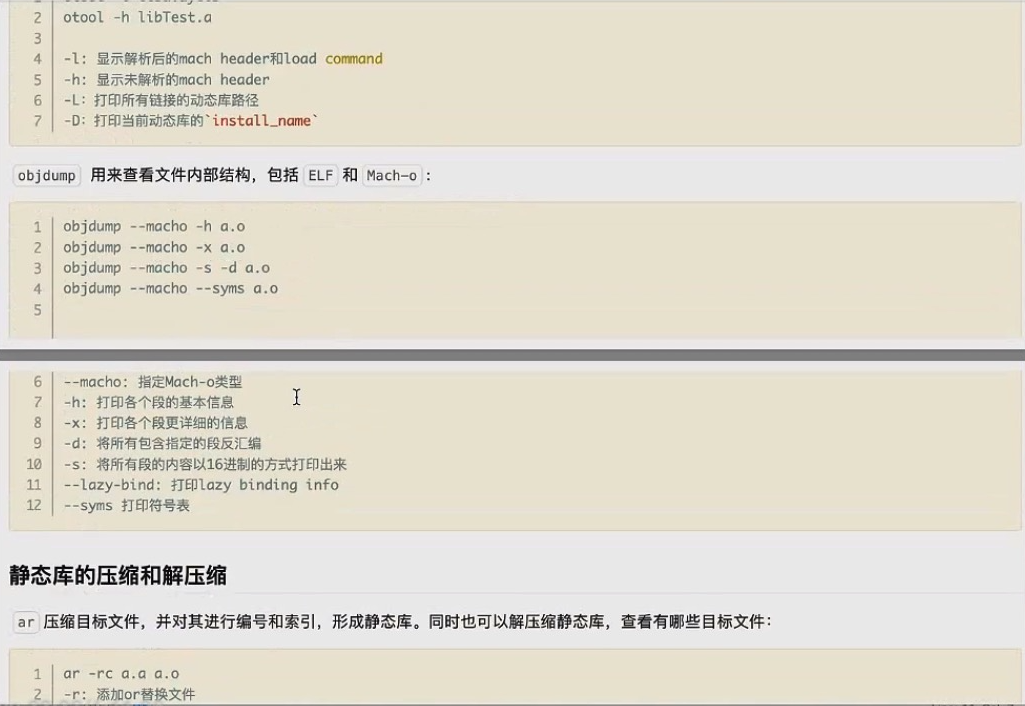 2 otool -h libTest.a
3
4 -l: 显示解析后的mach header和load command
5 -h: 显示未解析的mach header
6 -L: 打印所有链接的动态库路径
7 -D: 打印当前动态库的`install_name`
objdump 用来查看文件内部结构，包括 ELF 和 Mach-o：
1 objdump --macho -h a.o
2 objdump --macho -x a.o
3 objdump --macho -s -d a.o
4 objdump --macho --syms a.o
5
6 --macho: 指定Mach-o类型
7 -h: 打印各个段的基本信息
8 -x: 打印各个段更详细的信息
9 -d: 将所有包含指定的段反汇编
10 -s: 将所有段的内容以16进制的方式打印出来
11 --lazy-bind: 打印lazy binding info
12 --syms 打印符号表
静态库的压缩和解压缩
ar 压缩目标文件，并对其进行编号和索引，形成静态库。同时也可以解压缩静态库，查看有哪些目标文件：
1 ar -rc a.a a.o
2 -r: 添加or替换文件